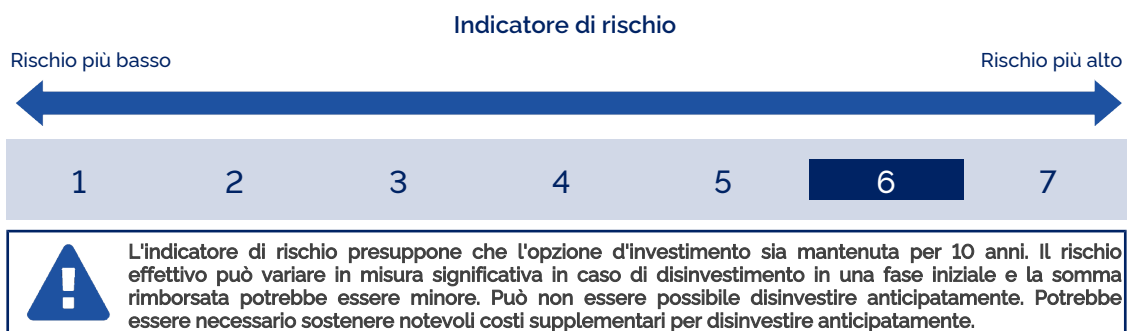 Indicatore di rischio
Rischio più basso
Rischio più alto
1 2 3 4 5 6 7
L'indicatore di rischio presuppone che l'opzione d'investimento sia mantenuta per 10 anni. Il rischio
effettivo può variare in misura significativa in caso di disinvestimento in una fase iniziale e la somma
rimborsata potrebbe essere minore. Può non essere possibile disinvestire anticipatamente. Potrebbe
essere necessario sostenere notevoli costi supplementari per disinvestire anticipatamente.